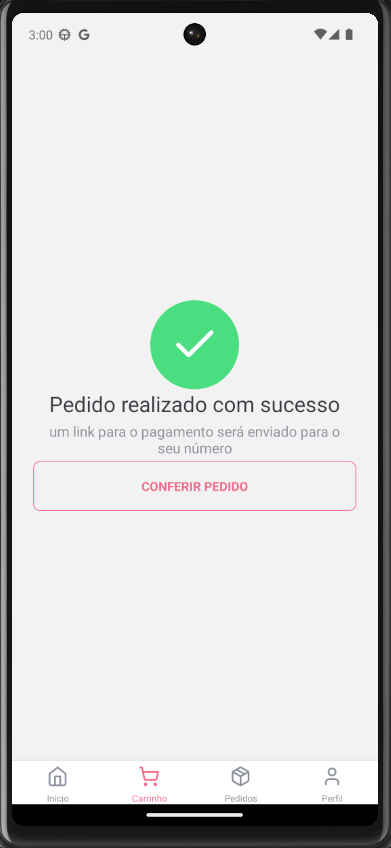 3:00
Pedido realizado com sucesso
um link para o pagamento será enviado para o
seu número
CONFERIR PEDIDO
Inicio
Carrinho
Pedidos
Perfil